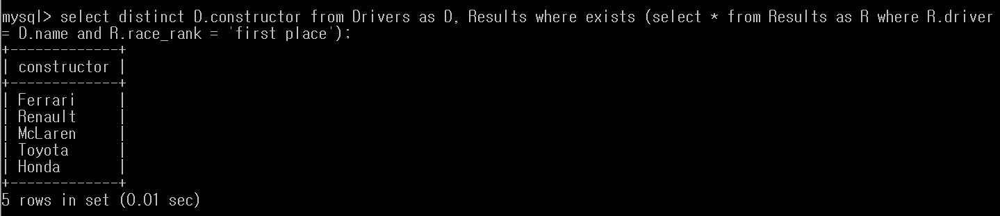 mysql> select distinct D.constructor from Drivers as D, Results where exists (select * from Results as R where R.driver
= D.name and R.race_rank = 'first place');
+-------------+
| constructor |
+-------------+
| Ferrari     |
| Renault     |
| McLaren     |
| Toyota      |
| Honda       |
+-------------+
5 rows in set (0.01 sec)